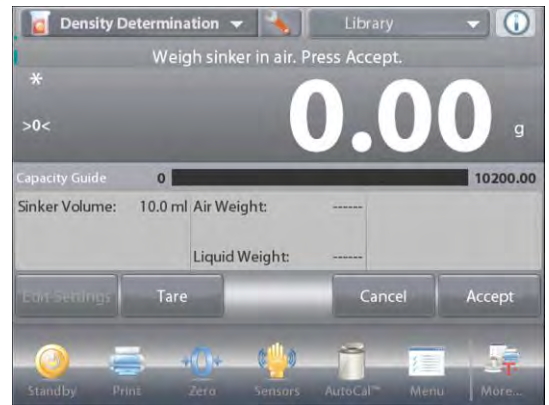 Density Determination Library
Weigh sinker in air. Press Accept.
*
>0< 0.00 g
Capacity Guide 0 10200.00
Sinker Volume: 10.0 ml Air Weight: ------
Liquid Weight: ------
Edit Settings Tare Cancel Accept
Standby Print Zero Sensors AutoCal™ Menu More...